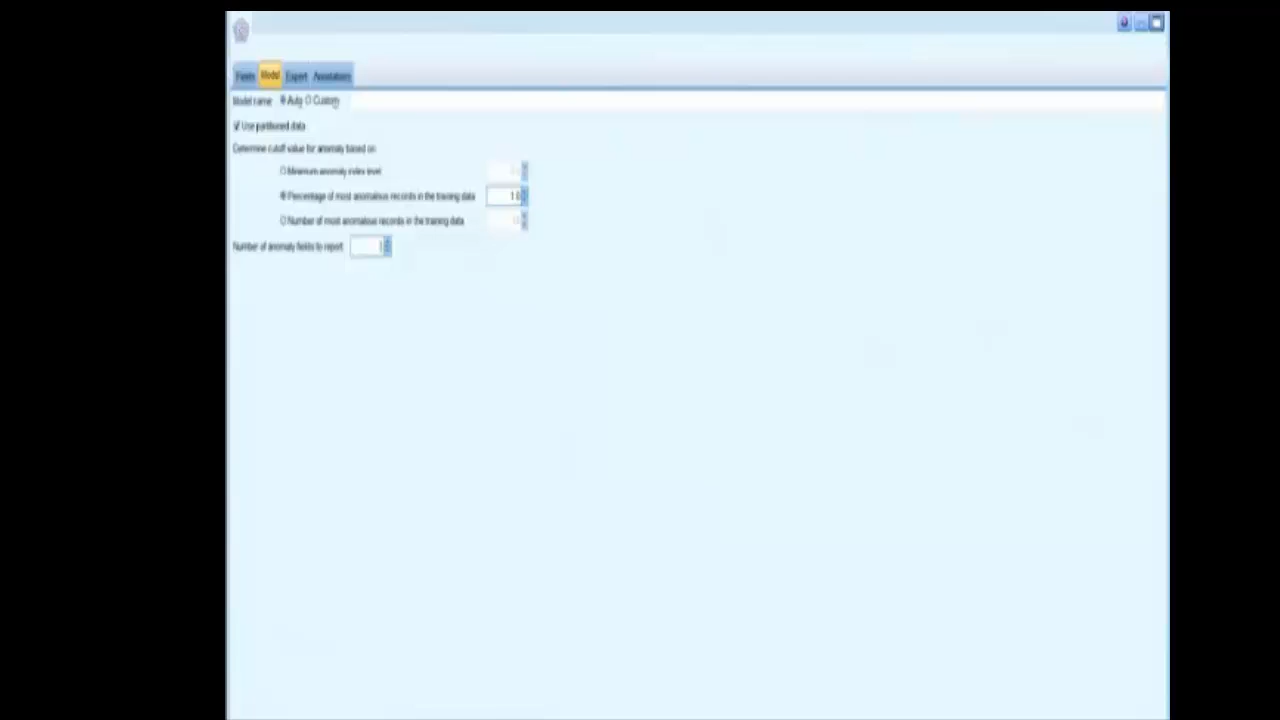 Fields Model Expert Annotations
Model name: Auto Custom
Use partitioned data
Determine cutoff value for anomaly based on:
Minimum anomaly index level
Percentage of most anomalous records in the training data 1.0
Number of most anomalous records in the training data
Number of anomaly fields to report